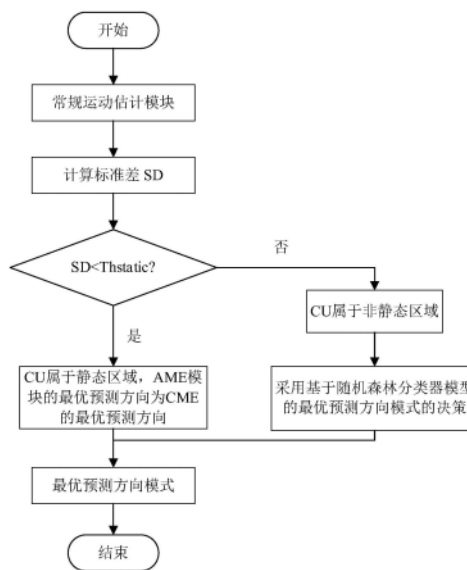 开始
常规运动估计模块
计算标准差 SD
SD<Thstatic?
否
是
CU属于非静态区域
CU属于静态区域，AME模
块的最优预测方向为CME
的最优预测方向
采用基于随机森林分类器模型
的最优预测方向模式的决策
最优预测方向模式
结束